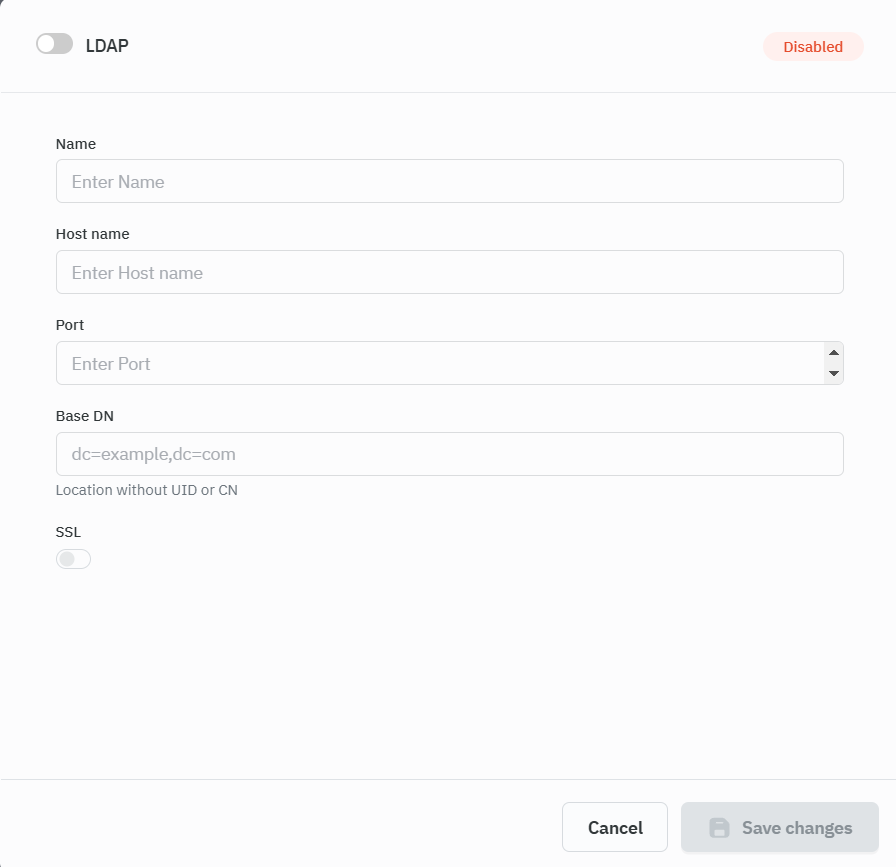 LDAP
Disabled
Name
Enter Name
Host name
Enter Host name
Port
Enter Port
Base DN
dc=example,dc=com
Location without UID or CN
SSL
Cancel
Save changes